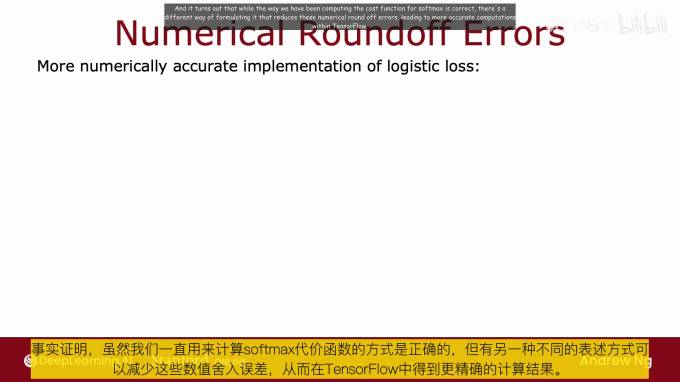 And it turns out that while the way we have been computing the cost function for softmax is correct, there's a
different way of formulating it that reduces these numerical round off errors, leading to more accurate computations
within TensorFlow.
bilibili
Numerical Roundoff Errors
More numerically accurate implementation of logistic loss:
DeepLearning.AI
Stanford
Andrew Ng
事实证明，虽然我们一直用来计算softmax代价函数的方式是正确的，但有另一种不同的表述方式可
以减少这些数值舍入误差，从而在TensorFlow中得到更精确的计算结果。